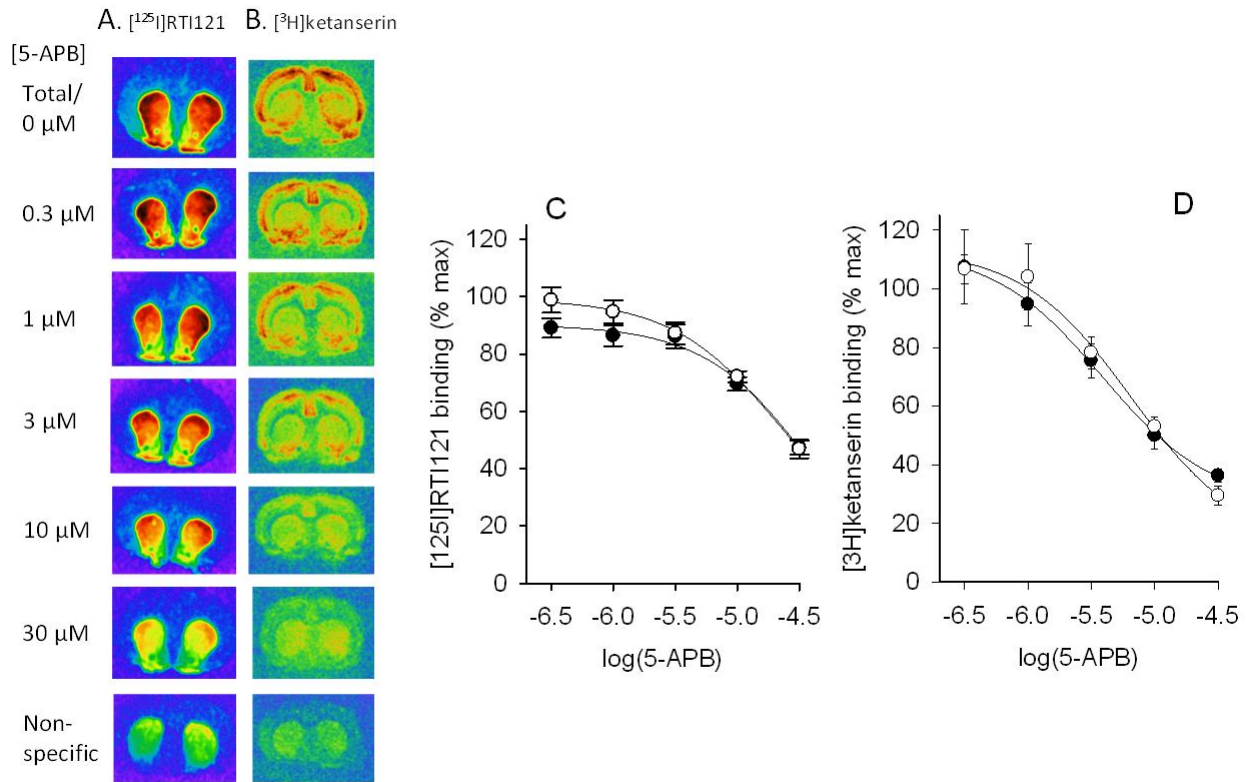 A. [¹²⁵I]RTI121 B. [³H]ketanserin
[5-APB]
Total/
0 µM
0.3 µM
1 µM
3 µM
10 µM
30 µM
Non-
specific
C
[125I]RTI121 binding (% max)
120
100
80
60
40
20
0
-6.5 -6.0 -5.5 -5.0 -4.5
log(5-APB)
D
[3H]ketanserin binding (% max)
120
100
80
60
40
20
0
-6.5 -6.0 -5.5 -5.0 -4.5
log(5-APB)